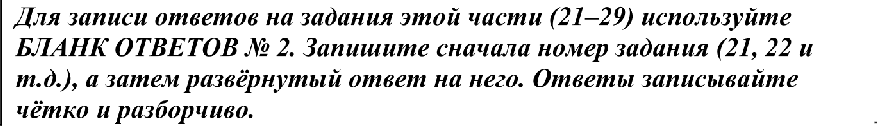 Для записи ответов на задания этой части (21–29) используйте
БЛАНК ОТВЕТОВ № 2. Запишите сначала номер задания (21, 22 и
т.д.), а затем развёрнутый ответ на него. Ответы записывайте
чётко и разборчиво.